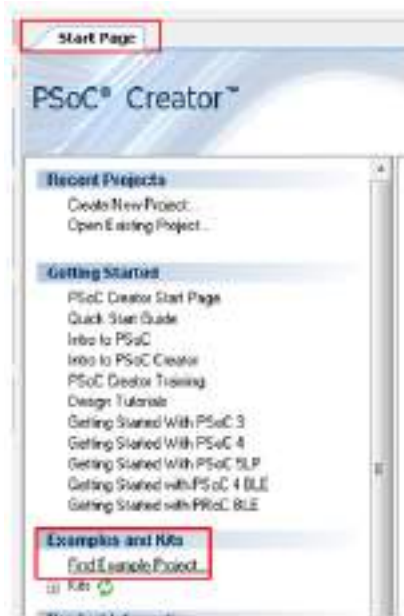 Start Page
PSoC® Creator™
Recent Projects
Create New Project...
Open Existing Project...
Getting Started
PSoC Creator Start Page
Quick Start Guide
Intro to PSoC
Intro to PSoC Creator
PSoC Creator Training
Design Tutorials
Getting Started With PSoC 3
Getting Started With PSoC 4
Getting Started With PSoC 5LP
Getting Started with PSoC 4 BLE
Getting Started with PRoC BLE
Examples and Kits
Find Example Project...
Kits